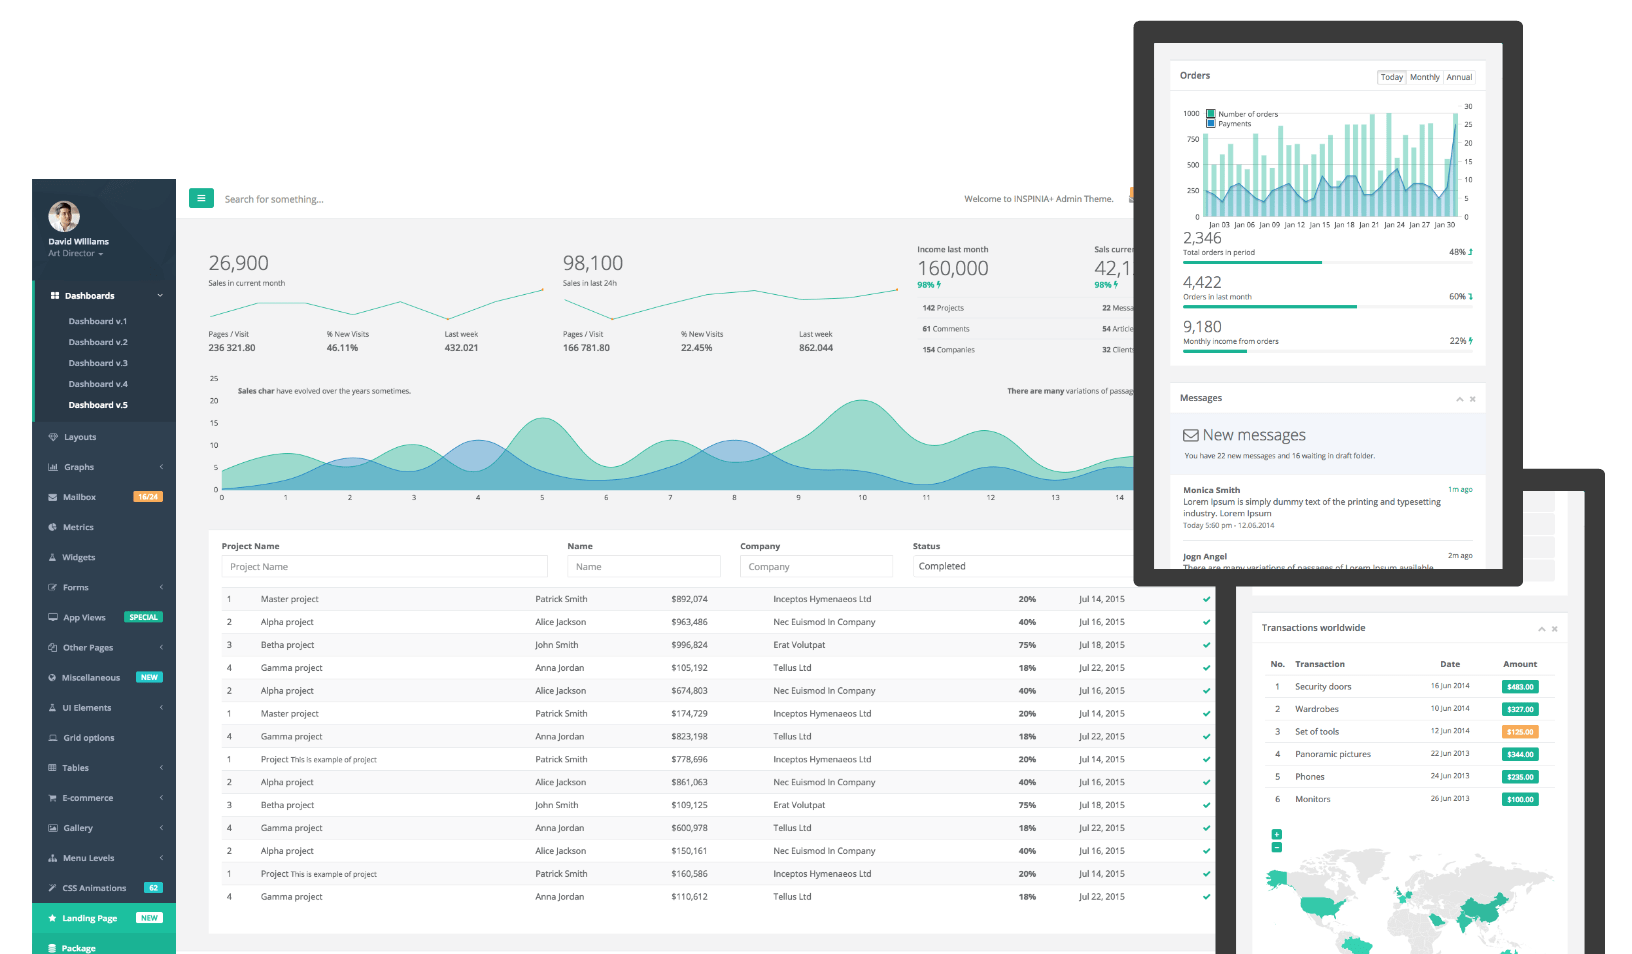 David Williams
Art Director
Dashboards
Dashboard v.1
Dashboard v.2
Dashboard v.3
Dashboard v.4
Dashboard v.5
Layouts
Graphs
Mailbox 16/24
Metrics
Widgets
Forms
App Views SPECIAL
Other Pages
Miscellaneous NEW
UI Elements
Grid options
Tables
E-commerce
Gallery
Menu Levels
CSS Animations 62
Landing Page NEW
Package
Search for something...
Welcome to INSPINIA+ Admin Theme.
26,900
Sales in current month
Pages / Visit % New Visits Last week
236 321.80 46.11% 432.021
98,100
Sales in last 24h
Pages / Visit % New Visits Last week
166 781.80 22.45% 862.044
Income last month
160,000
98%
142 Projects
61 Comments
154 Companies
Sals curre
42,1
98%
22 Messa
54 Article
32 Clients
Sales char have evolved over the years sometimes.
There are many variations of passag
25
20
15
10
5
0
0 1 2 3 4 5 6 7 8 9 10 11 12 13 14
Project Name Name Company Status
Project Name Name Company Completed
1 Master project Patrick Smith $892,074 Inceptos Hymenaeos Ltd 20% Jul 14, 2015
2 Alpha project Alice Jackson $963,486 Nec Euismod In Company 40% Jul 16, 2015
3 Betha project John Smith $996,824 Erat Volutpat 75% Jul 18, 2015
4 Gamma project Anna Jordan $105,192 Tellus Ltd 18% Jul 22, 2015
2 Alpha project Alice Jackson $674,803 Nec Euismod In Company 40% Jul 16, 2015
1 Master project Patrick Smith $174,729 Inceptos Hymenaeos Ltd 20% Jul 14, 2015
4 Gamma project Anna Jordan $823,198 Tellus Ltd 18% Jul 22, 2015
1 Project This is example of project Patrick Smith $778,696 Inceptos Hymenaeos Ltd 20% Jul 14, 2015
2 Alpha project Alice Jackson $861,063 Nec Euismod In Company 40% Jul 16, 2015
3 Betha project John Smith $109,125 Erat Volutpat 75% Jul 18, 2015
4 Gamma project Anna Jordan $600,978 Tellus Ltd 18% Jul 22, 2015
2 Alpha project Alice Jackson $150,161 Nec Euismod In Company 40% Jul 16, 2015
1 Project This is example of project Patrick Smith $160,586 Inceptos Hymenaeos Ltd 20% Jul 14, 2015
4 Gamma project Anna Jordan $110,612 Tellus Ltd 18% Jul 22, 2015
Orders Today Monthly Annual
Number of orders
Payments
1000
750
500
250
0
30
25
20
15
10
5
0
Jan 03 Jan 06 Jan 09 Jan 12 Jan 15 Jan 18 Jan 21 Jan 24 Jan 27 Jan 30
2,346
Total orders in period 48%
4,422
Orders in last month 60%
9,180
Monthly income from orders 22%
Messages
New messages
You have 22 new messages and 16 waiting in draft folder.
Monica Smith 1m ago
Lorem Ipsum is simply dummy text of the printing and typesetting
industry. Lorem Ipsum
Today 5:60 pm - 12.06.2014
Jogn Angel 2m ago
There are many variations of passages of Lorem Ipsum available
Transactions worldwide
No. Transaction Date Amount
1 Security doors 16 Jun 2014 $483.00
2 Wardrobes 10 Jun 2014 $327.00
3 Set of tools 12 Jun 2014 $125.00
4 Panoramic pictures 22 Jun 2013 $344.00
5 Phones 24 Jun 2013 $235.00
6 Monitors 26 Jun 2013 $100.00
+
−